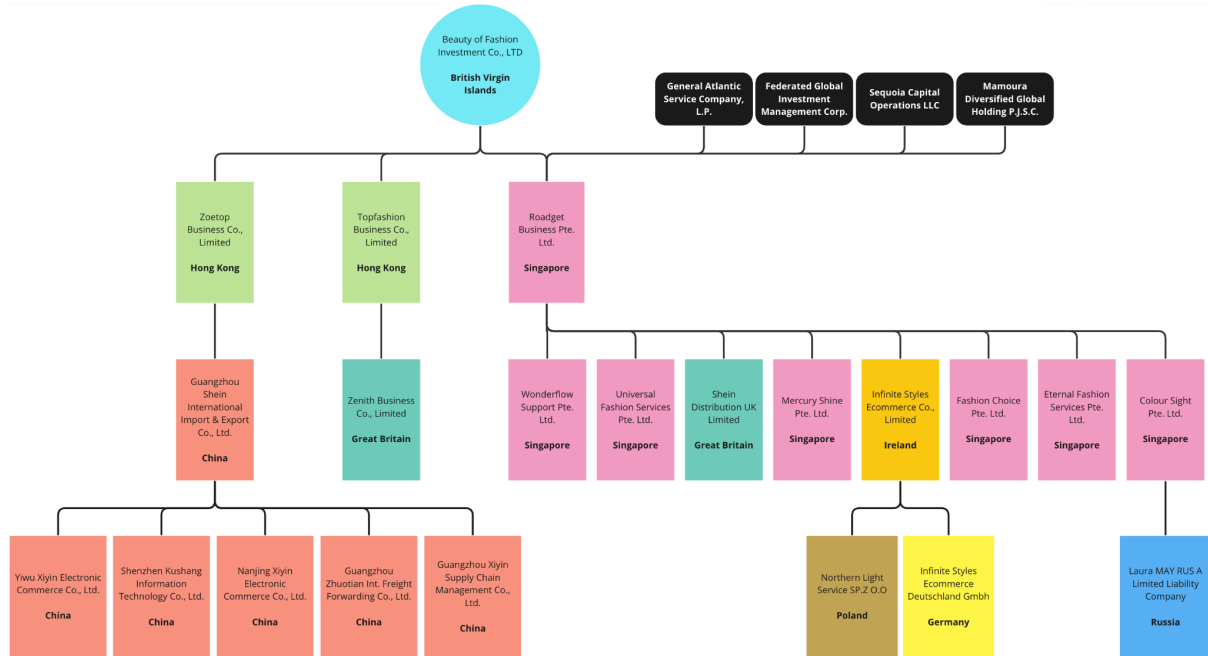 Beauty of Fashion
Investment Co., LTD
British Virgin
Islands
General Atlantic
Service Company,
L.P.
Federated Global
Investment
Management Corp.
Sequoia Capital
Operations LLC
Mamoura
Diversified Global
Holding P.J.S.C.
Zoetop
Business Co.,
Limited
Hong Kong
Topfashion
Business Co.,
Limited
Hong Kong
Roadget
Business Pte.
Ltd.
Singapore
Guangzhou
Shein
International
Import & Export
Co., Ltd.
China
Zenith Business
Co., Limited
Great Britain
Wonderflow
Support Pte.
Ltd.
Singapore
Universal
Fashion Services
Pte. Ltd.
Singapore
Shein
Distribution UK
Limited
Great Britain
Mercury Shine
Pte. Ltd.
Singapore
Infinite Styles
Ecommerce Co.,
Limited
Ireland
Fashion Choice
Pte. Ltd.
Singapore
Eternal Fashion
Services Pte.
Ltd.
Singapore
Colour Sight
Pte. Ltd.
Singapore
Yiwu Xiyin Electronic
Commerce Co., Ltd.
China
Shenzhen Kushang
Information
Technology Co., Ltd.
China
Nanjing Xiyin
Electronic
Commerce Co., Ltd.
China
Guangzhou
Zhuotian Int. Freight
Forwarding Co., Ltd.
China
Guangzhou Xiyin
Supply Chain
Management Co.,
Ltd.
China
Northern Light
Service SP.Z O.O
Poland
Infinite Styles
Ecommerce
Deutschland Gmbh
Germany
Laura MAY RUS A
Limited Liability
Company
Russia